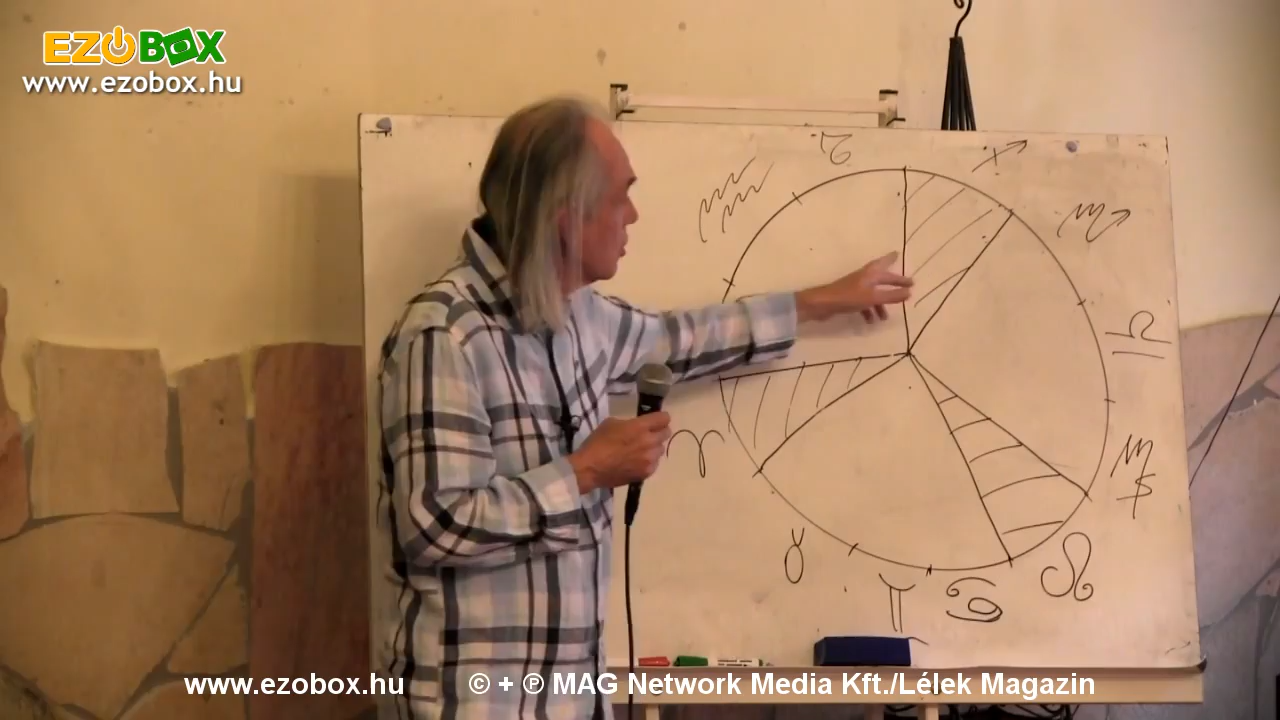 EZOBOX
www.ezobox.hu
♑ ♐
♒ ♏
♎
♈ ♍
♉ ♌
♊ ♋
www.ezobox.hu © + ℗ MAG Network Media Kft./Lélek Magazin